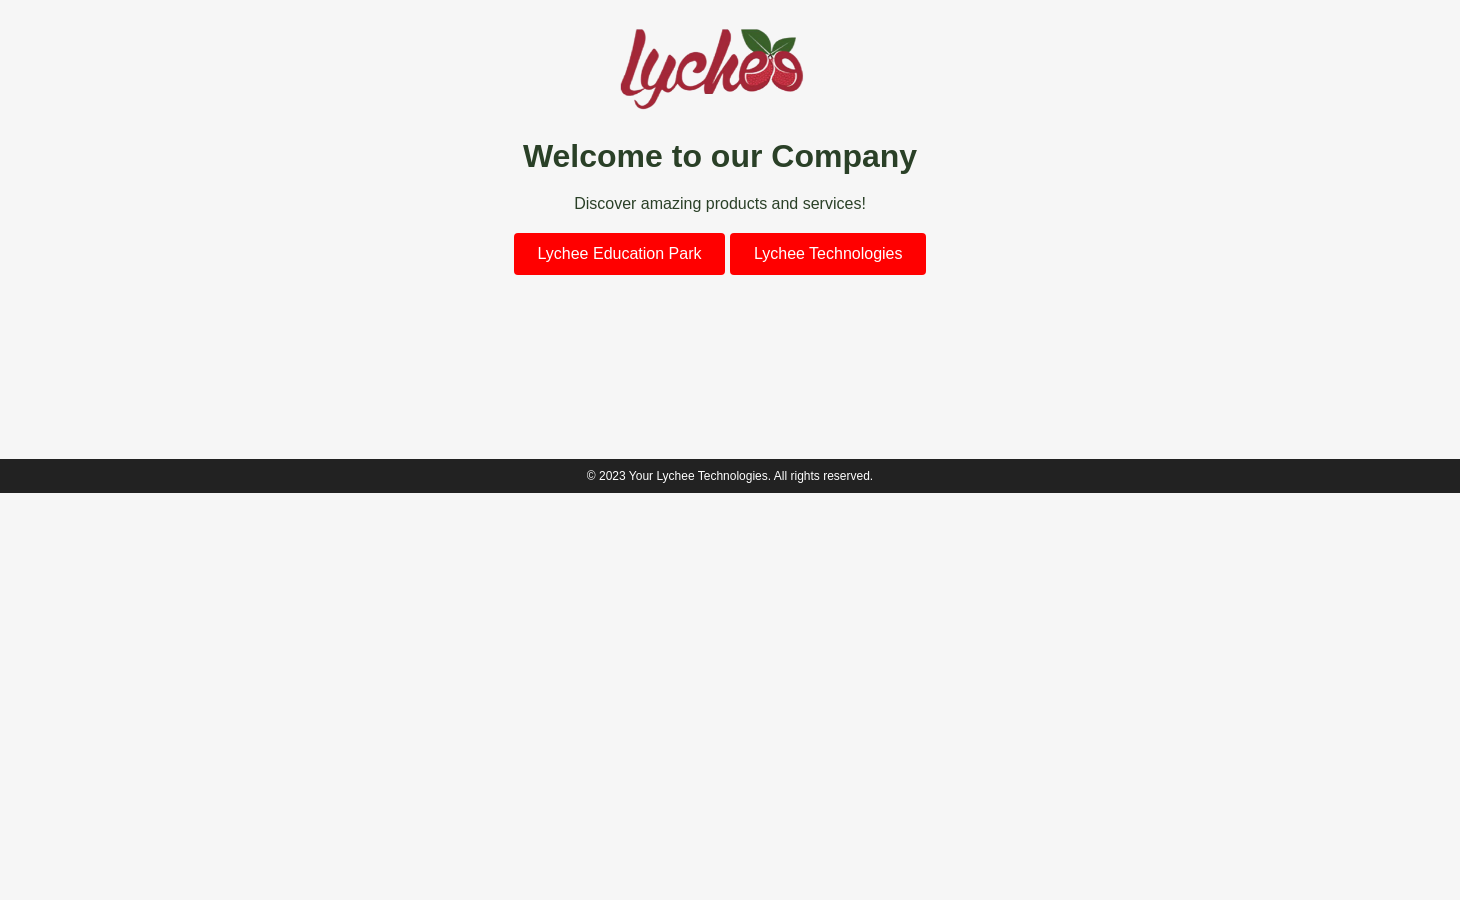 lychee
Welcome to our Company
Discover amazing products and services!
Lychee Education Park
Lychee Technologies
© 2023 Your Lychee Technologies. All rights reserved.